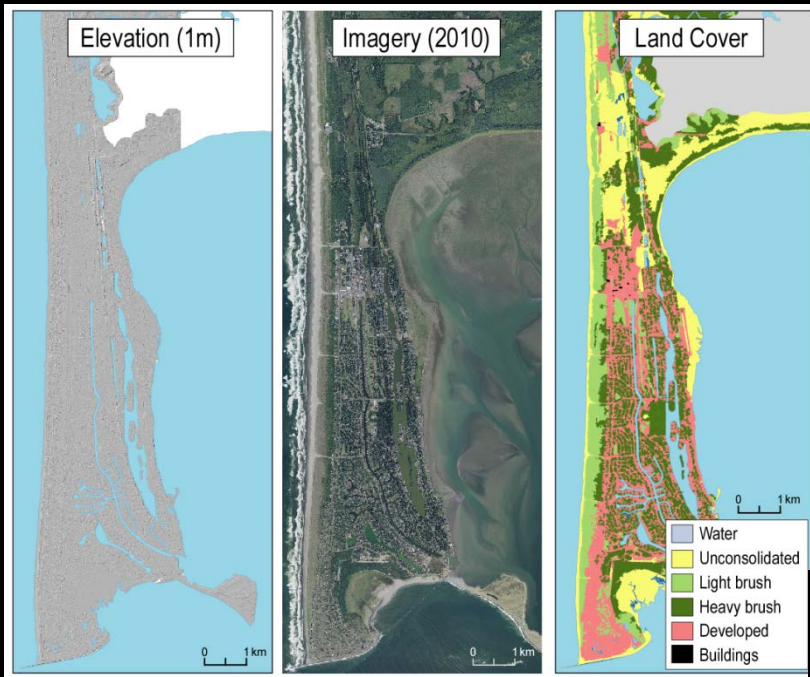 Elevation (1m)
Imagery (2010)
Land Cover
0 1 km
0 1 km
0 1 km
Water
Unconsolidated
Light brush
Heavy brush
Developed
Buildings